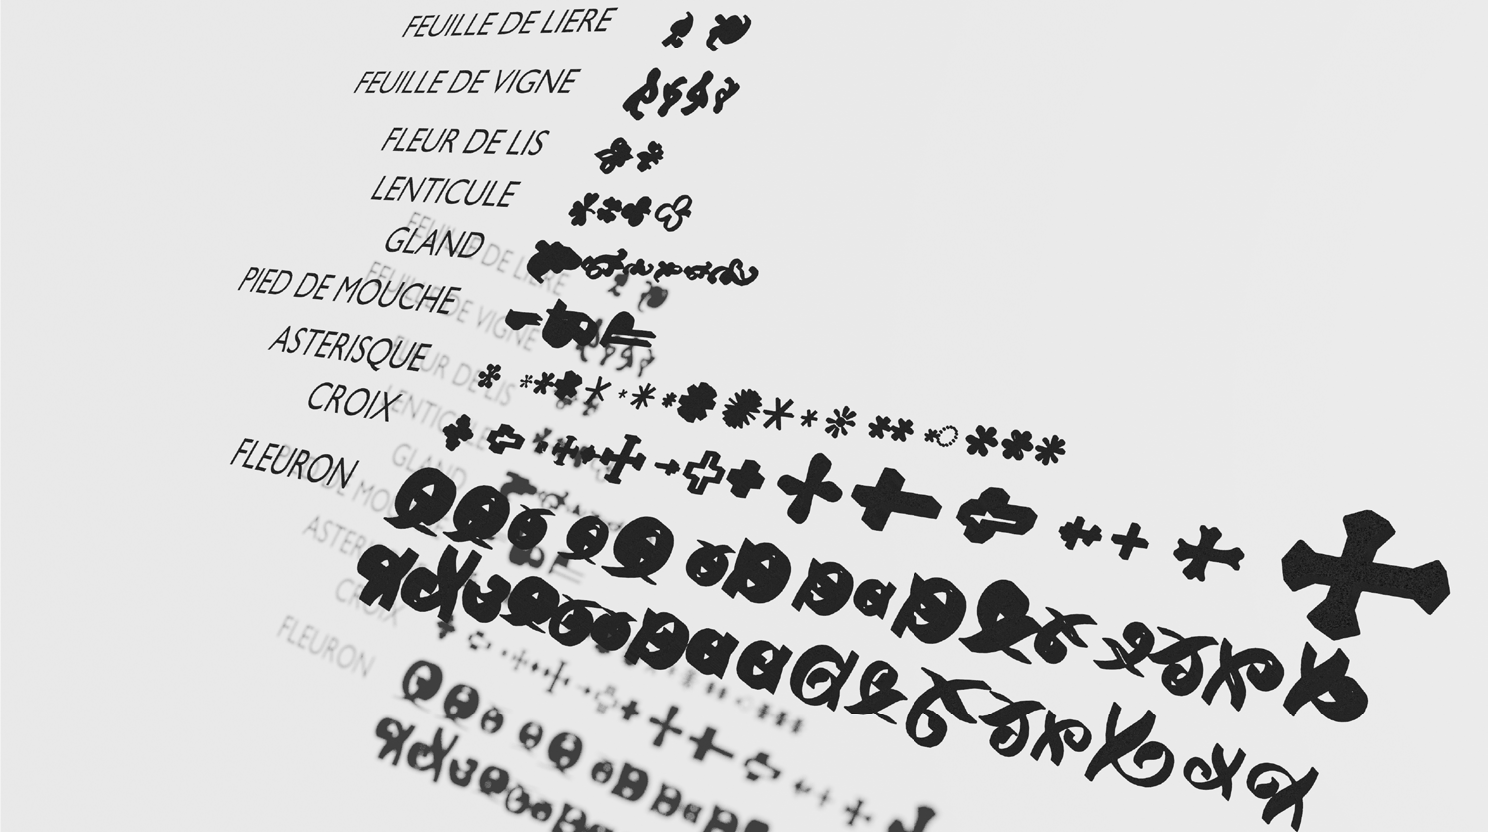 FEUILLE DE LIERE
FEUILLE DE VIGNE
FLEUR DE LIS
LENTICULE
GLAND
PIED DE MOUCHE
ASTERISQUE
CROIX
FLEURON
FEUILLE DE LIERE
FEUILLE DE VIGNE
FLEUR DE LIS
LENTICULE
GLAND
PIED DE MOUCHE
ASTERISQUE
CROIX
FLEURON